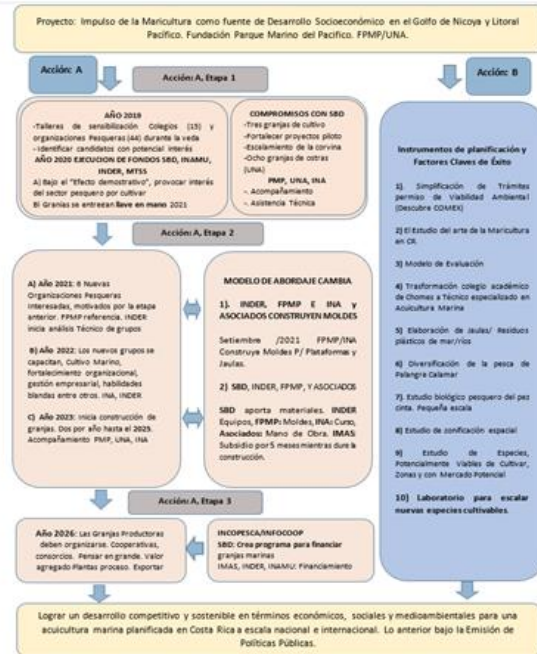 Proyecto: Impulso de la Maricultura como fuente de Desarrollo Socioeconómico en el Golfo de Nicoya y Litoral
Pacífico. Fundación Parque Marino del Pacifico. FPMP/UNA.
Acción: A
Acción: A, Etapa 1
Acción: B
AÑO 2019
-Talleres de sensibilización Colegios (15) y
organizaciones Pesqueras (44) durante la veda
-Identificar candidatos con potencial interés
AÑO 2020 EJECUCION DE FONDOS SBD, INAMU,
INDER, MTSS
A) Bajo el "Efecto demostrativo", provocar interés
del sector pesquero por cultivar
B) Granjas se entregan llave en mano 2021
COMPROMISOS CON SBD
-Tres granjas de cultivo
-Fortalecer proyectos piloto
-Escalamiento de la corvina
-Ocho granjas de ostras
(UNA)
PMP, UNA, INA
-. Acompañamiento
-. Asistencia Técnica
Acción: A, Etapa 2
A) Año 2021: 6 Nuevas
Organizaciones Pesqueras
Interesadas, motivados por la etapa
anterior. FPMP referencia. INDER
inicia análisis Técnico de grupos
B) Año 2022: Los nuevos grupos se
capacitan, Cultivo Marino,
fortalecimiento organizacional,
gestión empresarial, habilidades
blandas entre otros. INA, INDER
C) Año 2023: Inicia construcción de
granjas. Dos por año hasta el 2025.
Acompañamiento PMP, UNA, INA
MODELO DE ABORDAJE CAMBIA
1). INDER, FPMP E INA y
ASOCIADOS CONSTRUYEN MOLDES
Setiembre /2021 FPMP/INA
Construye Moldes P/ Plataformas y
Jaulas.
2) SBD, INDER, FPMP, Y ASOCIADOS
SBD aporta materiales. INDER
Equipos, FPMP: Moldes, INA: Curso,
Asociados: Mano de Obra. IMAS:
Subsidio por 5 meses mientras dure la
construcción.
Acción: A, Etapa 3
Año 2026: Las Granjas Productoras
deben organizarse. Cooperativas,
consorcios. Pensar en grande. Valor
agregado Plantas proceso. Exportar
INCOPESCA/INFOCOOP
SBD: Crea programa para financiar
granjas marinas
IMAS, INDER, INAMU: Financiamiento
Instrumentos de planificación y
Factores Claves de Éxito
1). Simplificación de Trámites
permiso de Viabilidad Ambiental
(Descubre COMEX)
2) El Estudio del arte de la Maricultura
en CR.
3) Modelo de Evaluación
4) Trasformación colegio académico
de Chomes a Técnico especializado en
Acuicultura Marina
5) Elaboración de Jaulas/ Residuos
plásticos de mar/ríos
6) Diversificación de la pesca de
Palangre Calamar
7). Estudio biológico pesquero del pez
cinta. Pequeña escala
8) Estudio de zonificación espacial
9) Estudio de Especies,
Potencialmente Viables de Cultivar,
Zonas y con Mercado Potencial
10) Laboratorio para escalar
nuevas especies cultivables.
Lograr un desarrollo competitivo y sostenible en términos económicos, sociales y medioambientales para una
acuicultura marina planificada en Costa Rica a escala nacional e internacional. Lo anterior bajo la Emisión de
Políticas Públicas.